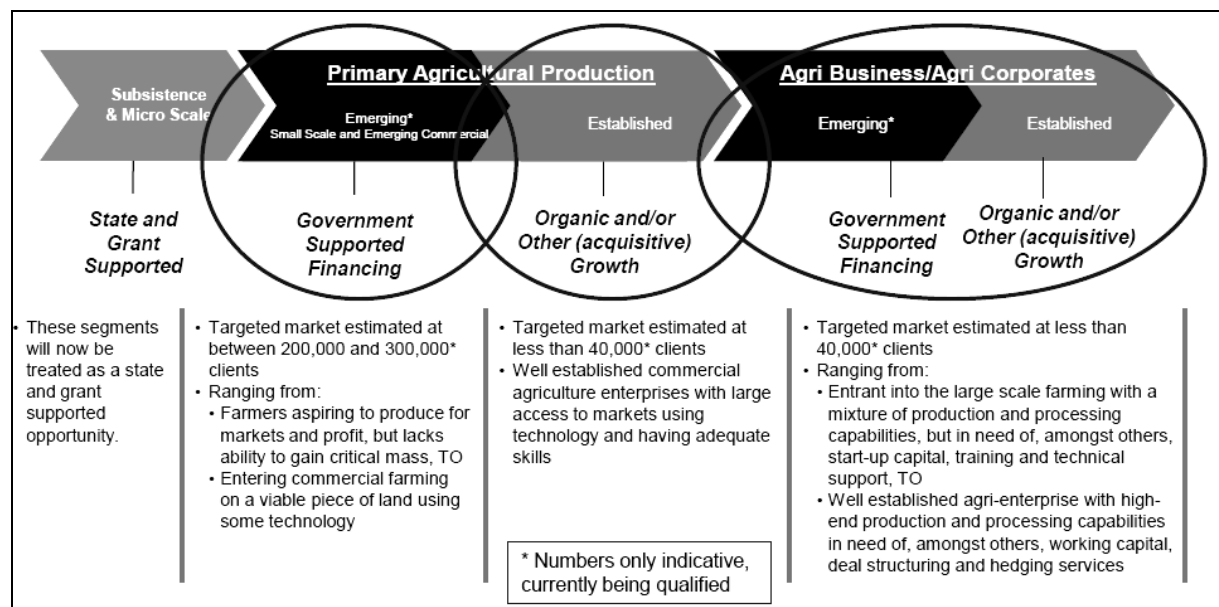 Primary Agricultural Production
Agri Business/Agri Corporates
Subsistence
& Micro Scale
Emerging*
Small Scale and Emerging Commercial
Established
Emerging*
Established
State and
Grant
Supported
Government
Supported
Financing
Organic and/or
Other (acquisitive)
Growth
Government
Supported
Financing
Organic and/or
Other (acquisitive)
Growth
• These segments
will now be
treated as a state
and grant
supported
opportunity.
• Targeted market estimated at
between 200,000 and 300,000*
clients
• Ranging from:
• Farmers aspiring to produce for
markets and profit, but lacks
ability to gain critical mass, TO
• Entering commercial farming
on a viable piece of land using
some technology
• Targeted market estimated at
less than 40,000* clients
• Well established commercial
agriculture enterprises with large
access to markets using
technology and having adequate
skills
• Targeted market estimated at less than
40,000* clients
• Ranging from:
• Entrant into the large scale farming with a
mixture of production and processing
capabilities, but in need of, amongst others,
start-up capital, training and technical
support, TO
• Well established agri-enterprise with high-
end production and processing capabilities
in need of, amongst others, working capital,
deal structuring and hedging services
* Numbers only indicative,
currently being qualified